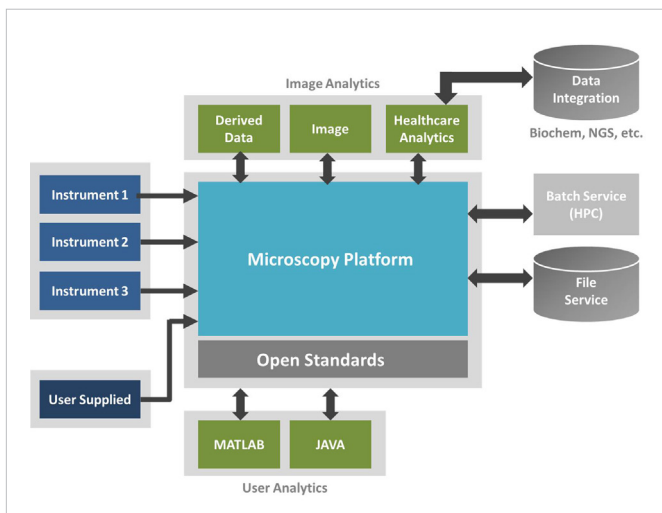 Image Analytics
Derived
Data
Image
Healthcare
Analytics
Data
Integration
Biochem, NGS, etc.
Instrument 1
Instrument 2
Instrument 3
Microscopy Platform
Batch Service
(HPC)
File
Service
Open Standards
User Supplied
MATLAB
JAVA
User Analytics